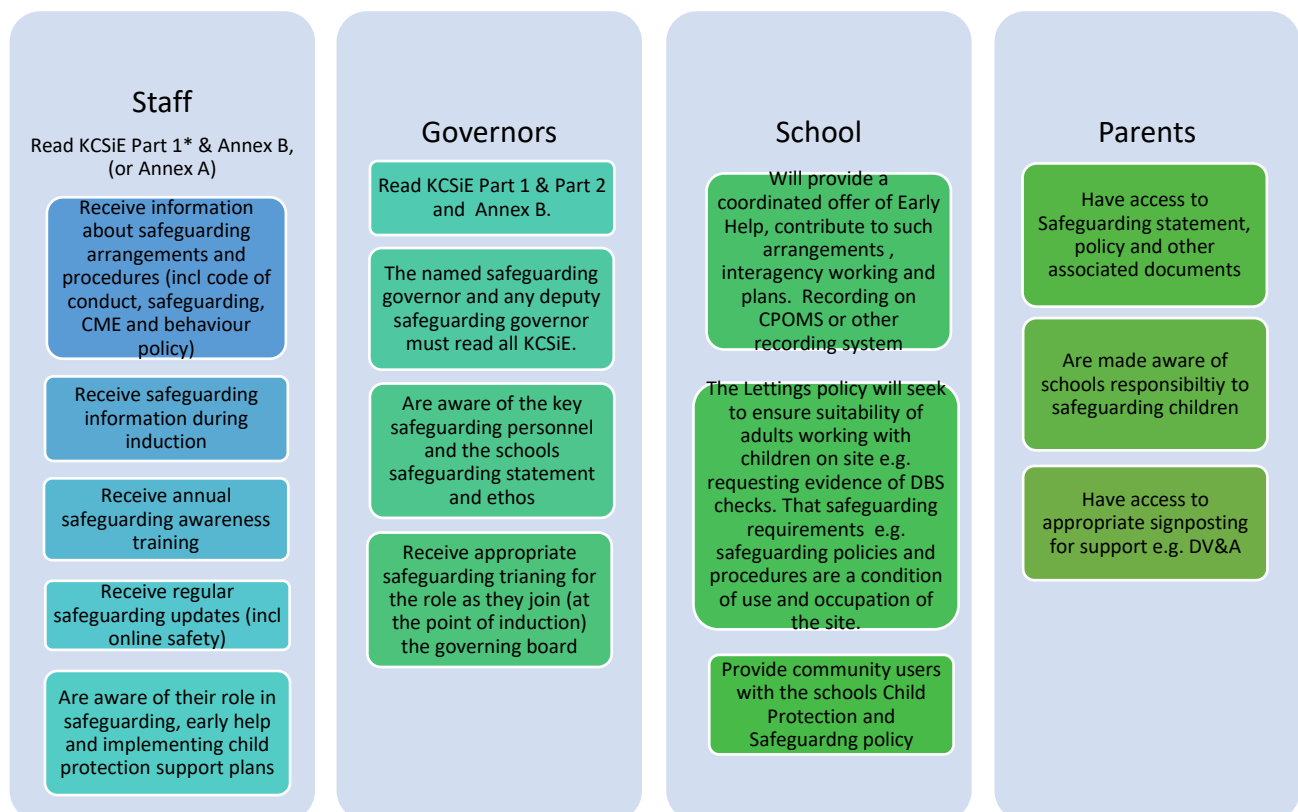 Staff
Read KCSiE Part 1* & Annex B,
(or Annex A)
Receive information
about safeguarding
arrangements and
procedures (incl code of
conduct, safeguarding,
CME and behaviour
policy)
Receive safeguarding
information during
induction
Receive annual
safeguarding awareness
training
Receive regular
safeguarding updates (incl
online safety)
Are aware of their role in
safeguarding, early help
and implementing child
protection support plans
Governors
Read KCSiE Part 1 & Part 2
and Annex B.
The named safeguarding
governor and any deputy
safeguarding governor
must read all KCSiE.
Are aware of the key
safeguarding personnel
and the schools
safeguarding statement
and ethos
Receive appropriate
safeguarding trianing for
the role as they join (at
the point of induction)
the governing board
School
Will provide a
coordinated offer of Early
Help, contribute to such
arrangements ,
interagency working and
plans. Recording on
CPOMS or other
recording system
The Lettings policy will seek
to ensure suitability of
adults working with
children on site e.g.
requesting evidence of DBS
checks. That safeguarding
requirements e.g.
safeguarding policies and
procedures are a condition
of use and occupation of
the site.
Provide community users
with the schools Child
Protection and
Safeguardng policy
Parents
Have access to
Safeguarding statement,
policy and other
associated documents
Are made aware of
schools responsibiltiy to
safeguarding children
Have access to
appropriate signposting
for support e.g. DV&A